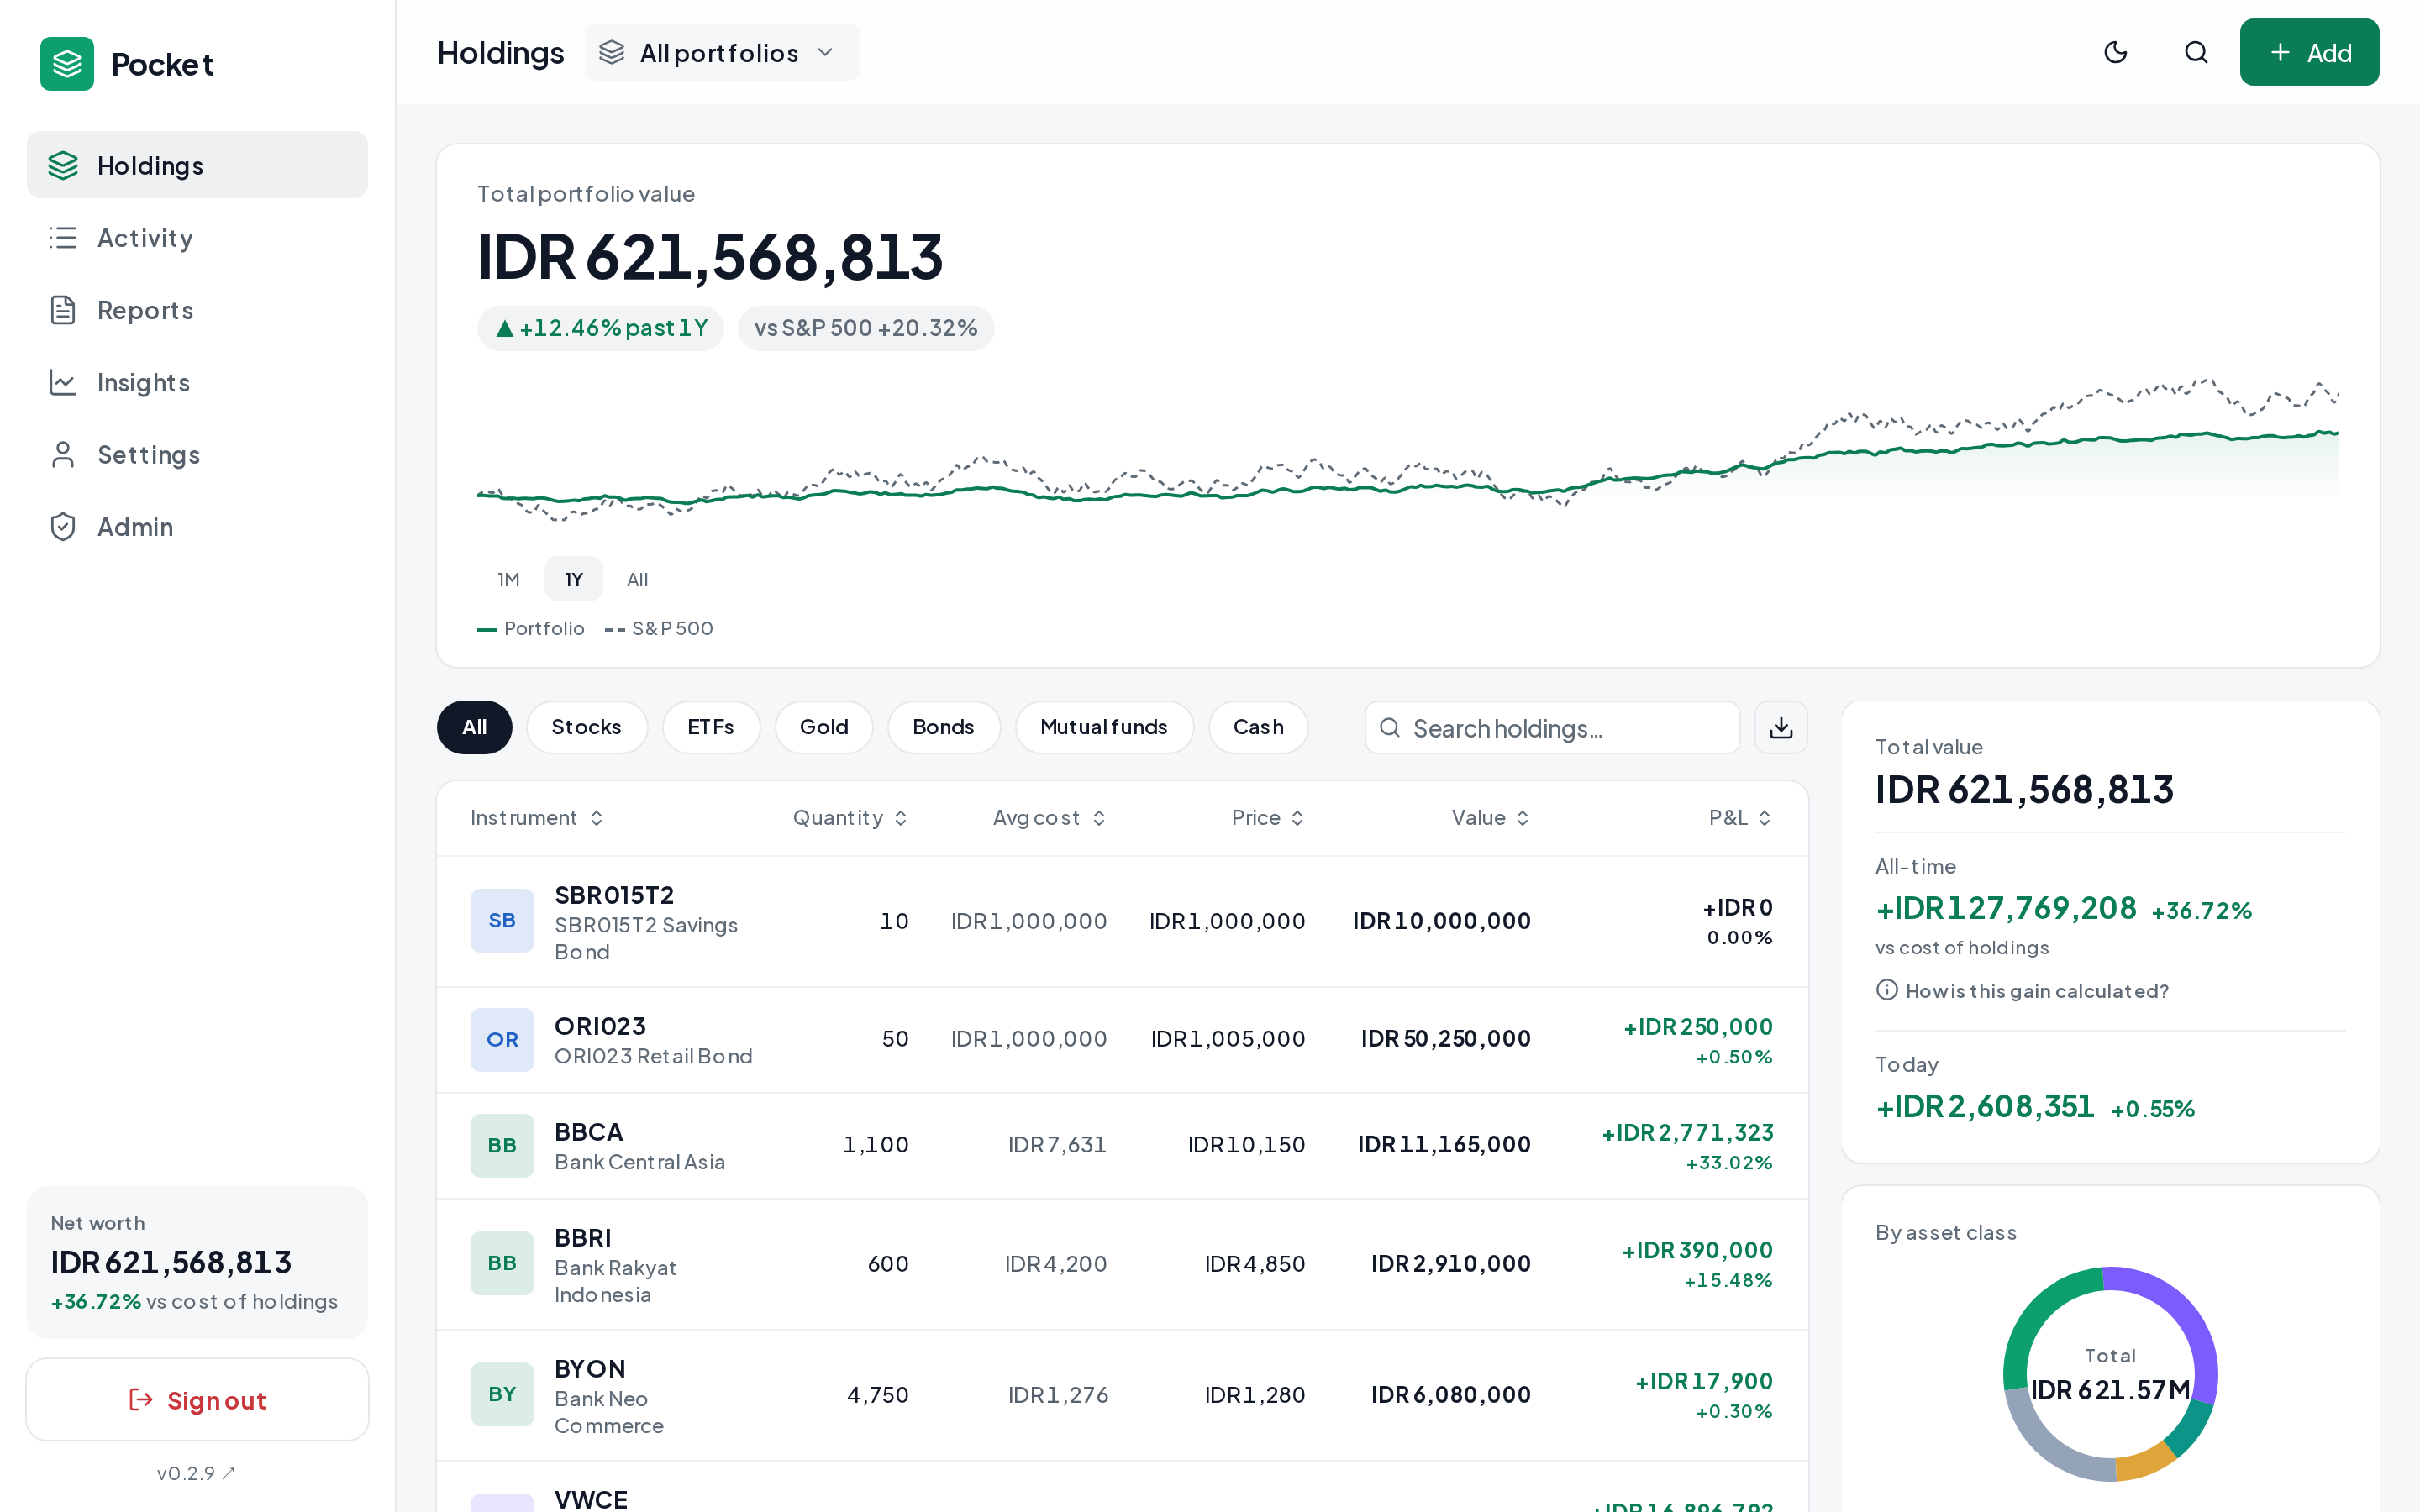 Pocket
Holdings
Activity
Reports
Insights
Settings
Admin
Net worth
IDR 621,568,813
+36.72% vs cost of holdings
Sign out
v0.2.9 ↗
Holdings
All portfolios
Add
Total portfolio value
IDR 621,568,813
▲ +12.46% past 1Y
vs S&P 500 +20.32%
1M 1Y All
Portfolio S&P 500
All Stocks ETFs Gold Bonds Mutual funds Cash
Search holdings...
Instrument Quantity Avg cost Price Value P&L
SB
SBR015T2
SBR015T2 Savings
Bond
10 IDR 1,000,000 IDR 1,000,000 IDR 10,000,000
+IDR 0
0.00%
OR
ORI023
ORI023 Retail Bond
50 IDR 1,000,000 IDR 1,005,000 IDR 50,250,000
+IDR 250,000
+0.50%
BB
BBCA
Bank Central Asia
1,100 IDR 7,631 IDR 10,150 IDR 11,165,000
+IDR 2,771,323
+33.02%
BB
BBRI
Bank Rakyat
Indonesia
600 IDR 4,200 IDR 4,850 IDR 2,910,000
+IDR 390,000
+15.48%
BY
BYON
Bank Neo
Commerce
4,750 IDR 1,276 IDR 1,280 IDR 6,080,000
+IDR 17,900
+0.30%
VWCE
+IDR 16,896,792
Total value
IDR 621,568,813
All-time
+IDR 127,769,208 +36.72%
vs cost of holdings
How is this gain calculated?
Today
+IDR 2,608,351 +0.55%
By asset class
Total
IDR 621.57M